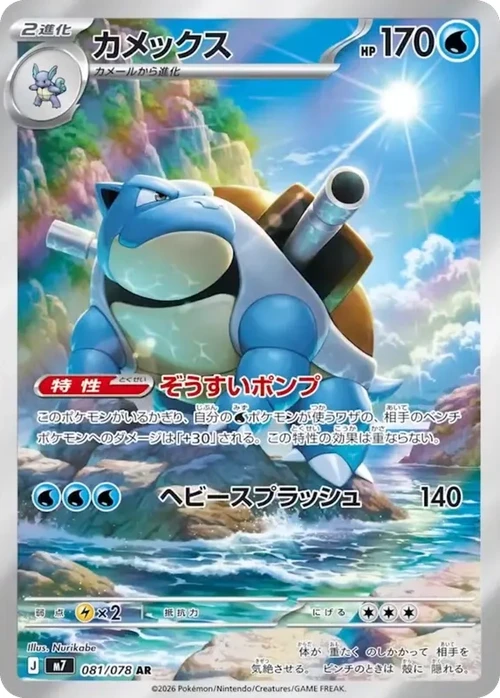 2進化 カメックス HP 170
カメールから進化
特性 とくせい ぞうすいポンプ
このポケモンがいるかぎり、自分の ポケモンが使うワザの、相手のベンチ
ポケモンへのダメージは「+30」される。この特性の効果は重ならない。
ヘビースプラッシュ 140
弱点 ×2 抵抗力 にげる
Illus. Nurikabe
J m7 081/078 AR
体が 重たく のしかかって 相手を
気絶させる。 ピンチのときは 殻に 隠れる。
©2026 Pokémon/Nintendo/Creatures/GAME FREAK.